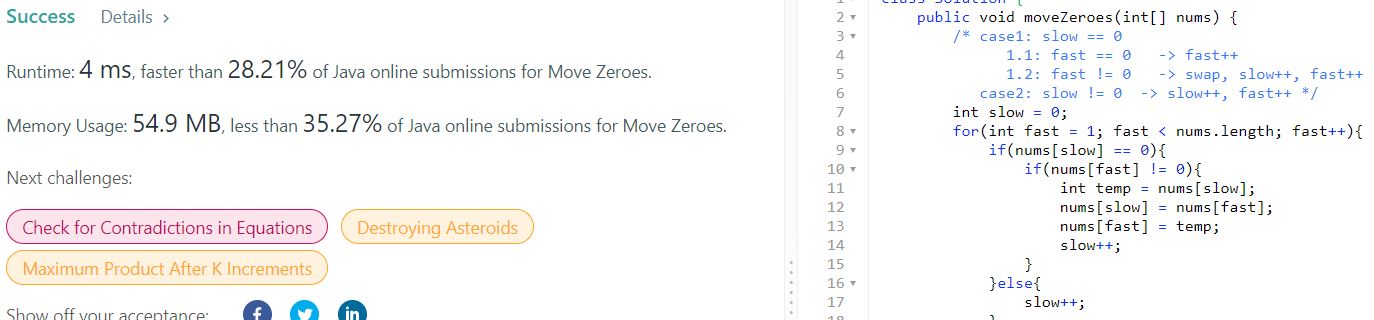 Success Details >
Runtime: 4 ms, faster than 28.21% of Java online submissions for Move Zeroes.
Memory Usage: 54.9 MB, less than 35.27% of Java online submissions for Move Zeroes.
Next challenges:
Check for Contradictions in Equations
Destroying Asteroids
Maximum Product After K Increments
Show off your acceptance:
1 class Solution {
2 public void moveZeroes(int[] nums) {
3 /* case1: slow == 0
4 1.1: fast == 0 -> fast++
5 1.2: fast != 0 -> swap, slow++, fast++
6 case2: slow != 0 -> slow++, fast++ */
7 int slow = 0;
8 for(int fast = 1; fast < nums.length; fast++){
9 if(nums[slow] == 0){
10 if(nums[fast] != 0){
11 int temp = nums[slow];
12 nums[slow] = nums[fast];
13 nums[fast] = temp;
14 slow++;
15 }
16 }else{
17 slow++;
18 }